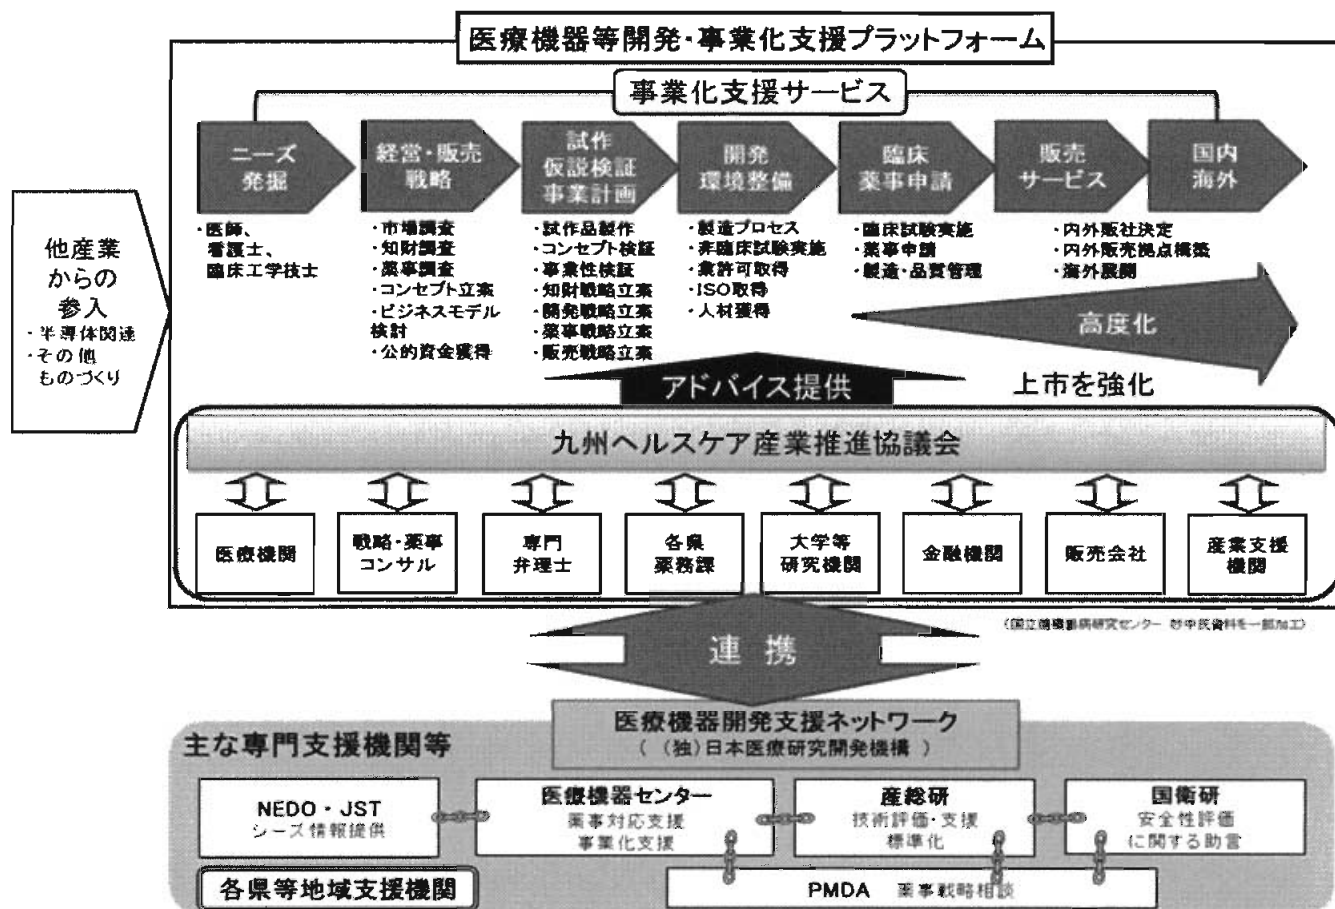 医療機器等開発・事業化支援プラットフォーム
事業化支援サービス
ニーズ
発掘
経営・販売
戦略
試作
仮説検証
事業計画
開発
環境整備
臨床
薬事申請
販売
サービス
国内
海外
他産業
からの
参入
・半導体関連
・その他
ものづくり
・医師、
看護士、
臨床工学技士
・市場調査
・知財調査
・薬事調査
・コンセプト立案
・ビジネスモデル
検討
・公的資金獲得
・試作品製作
・コンセプト検証
・事業性検証
・知財戦略立案
・開発戦略立案
・薬事戦略立案
・販売戦略立案
・製造プロセス
・非臨床試験実施
・業許可取得
・ISO取得
・人材獲得
・臨床試験実施
・薬事申請
・製造・品質管理
・内外販社決定
・内外販売拠点構築
・海外展開
高度化
アドバイス提供
上市を強化
九州ヘルスケア産業推進協議会
医療機関
戦略・薬事
コンサル
専門
弁理士
各県
薬務課
大学等
研究機関
金融機関
販売会社
産業支援
機関
（国立循環器病研究センター 妙中氏資料を一部加工）
連携
医療機器開発支援ネットワーク
（ （独）日本医療研究開発機構 ）
主な専門支援機関等
NEDO・JST
シーズ情報提供
医療機器センター
薬事対応支援
事業化支援
産総研
技術評価・支援
標準化
国衛研
安全性評価
に関する助言
各県等地域支援機関
PMDA 薬事戦略相談